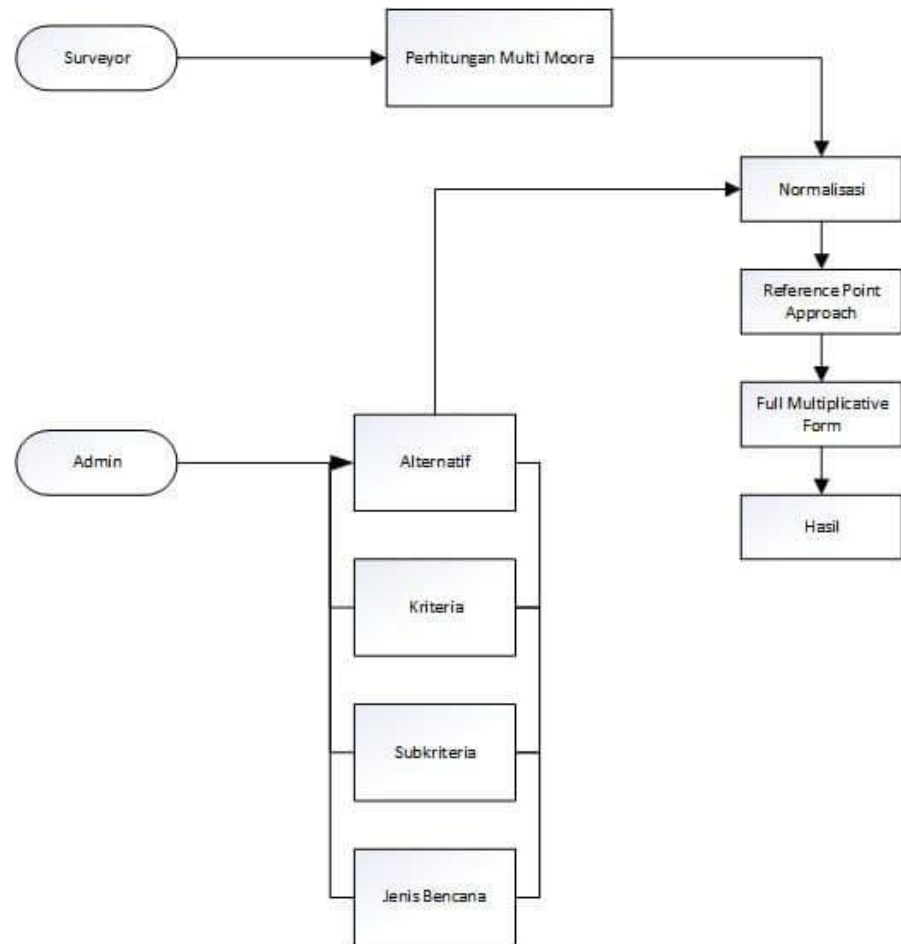 Surveyor
Perhitungan Multi Moora
Normalisasi
Reference Point
Approach
Full Multiplicative
Form
Admin
Alternatif
Hasil
Kriteria
Subkriteria
Jenis Bencana